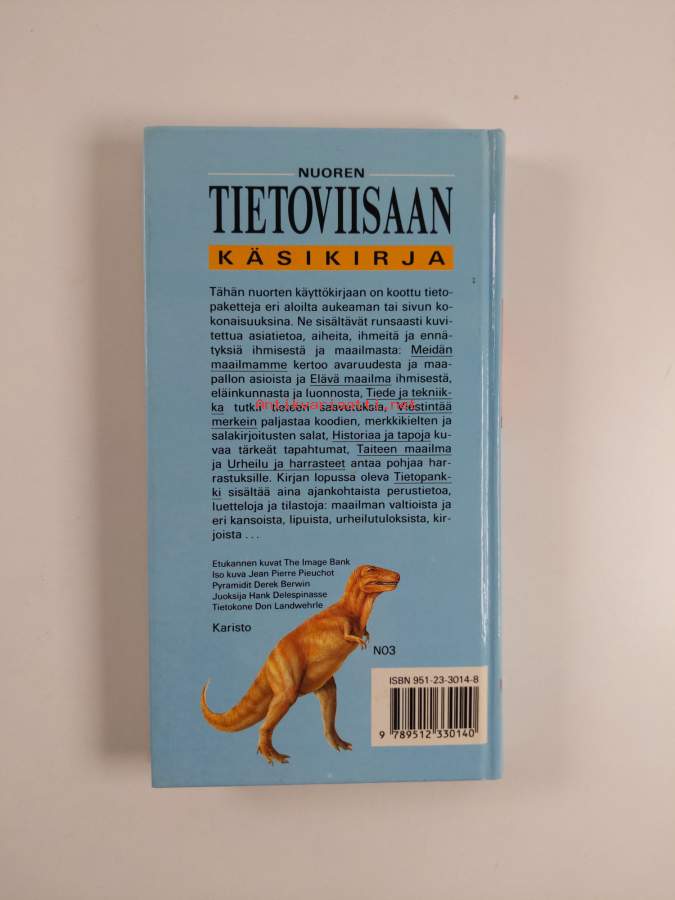 NUOREN
TIETOVIISAAN
KÄSIKIRJA
Tähän nuorten käyttökirjaan on koottu tieto-
paketteja eri aloilta aukeaman tai sivun ko-
konaisuuksina. Ne sisältävät runsaasti kuvi-
tettua asiatietoa, aiheita, ihmeitä ja ennä-
tyksiä ihmisestä ja maailmasta: Meidän
maailmamme kertoo avaruudesta ja maa-
pallon asioista ja Elävä maailma ihmisestä,
eläinkunnasta ja luonnosta, Tiede ja tekniik-
ka tutkii tieteen saavutuksia, Viestintää
merkein paljastaa koodien, merkkikielten ja
salakirjoitusten salat, Historiaa ja tapoja ku-
vaa tärkeät tapahtumat, Taiteen maailma
ja Urheilu ja harrasteet antaa pohjaa har-
rastuksille. Kirjan lopussa oleva Tietopank-
ki sisältää aina ajankohtaista perustietoa,
luetteloja ja tilastoja: maailman valtioista ja
eri kansoista, lipuista, urheilutuloksista, kir-
joista . . .
Etukannen kuvat The Image Bank
Iso kuva Jean Pierre Pieuchot
Pyramidit Derek Berwin
Juoksija Hank Delespinasse
Tietokone Don Landwehrle
Karisto
N03
ISBN 951-23-3014-8
9 789512 330140
Antikvariaatti.net